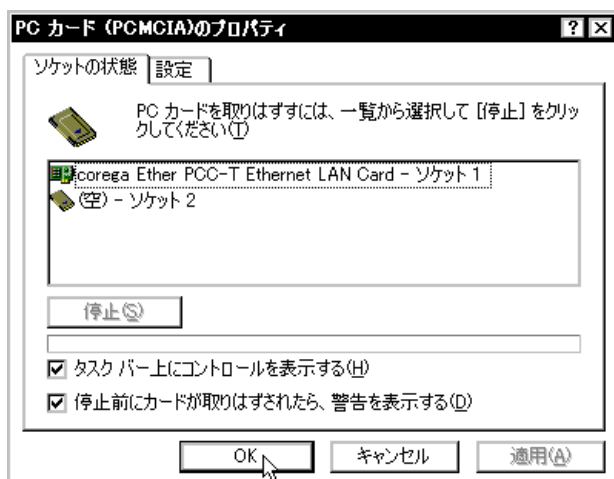 PC カード (PCMCIA)のプロパティ
ソケットの状態 設定
PC カードを取りはずすには、一覧から選択して [停止] をクリッ
クしてください(T)
corega Ether PCC-T Ethernet LAN Card - ソケット 1
(空) - ソケット 2
停止(S)
タスク バー上にコントロールを表示する(H)
停止前にカードが取りはずされたら、警告を表示する(D)
OK キャンセル 適用(A)